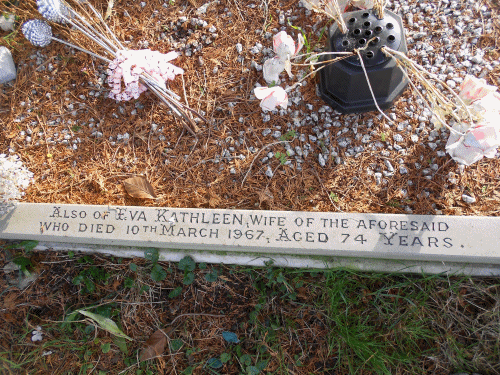 Also of Eva Kathleen, wife of the aforesaid
who died 10th March 1967, Aged 74 Years.